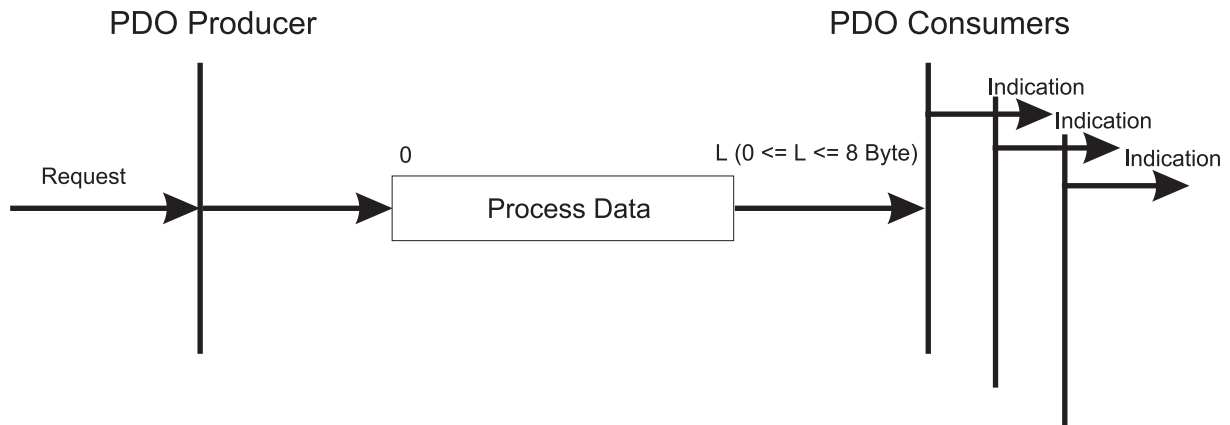 PDO Producer
PDO Consumers
Indication
Indication
Indication
0
L (0 <= L <= 8 Byte)
Request
Process Data